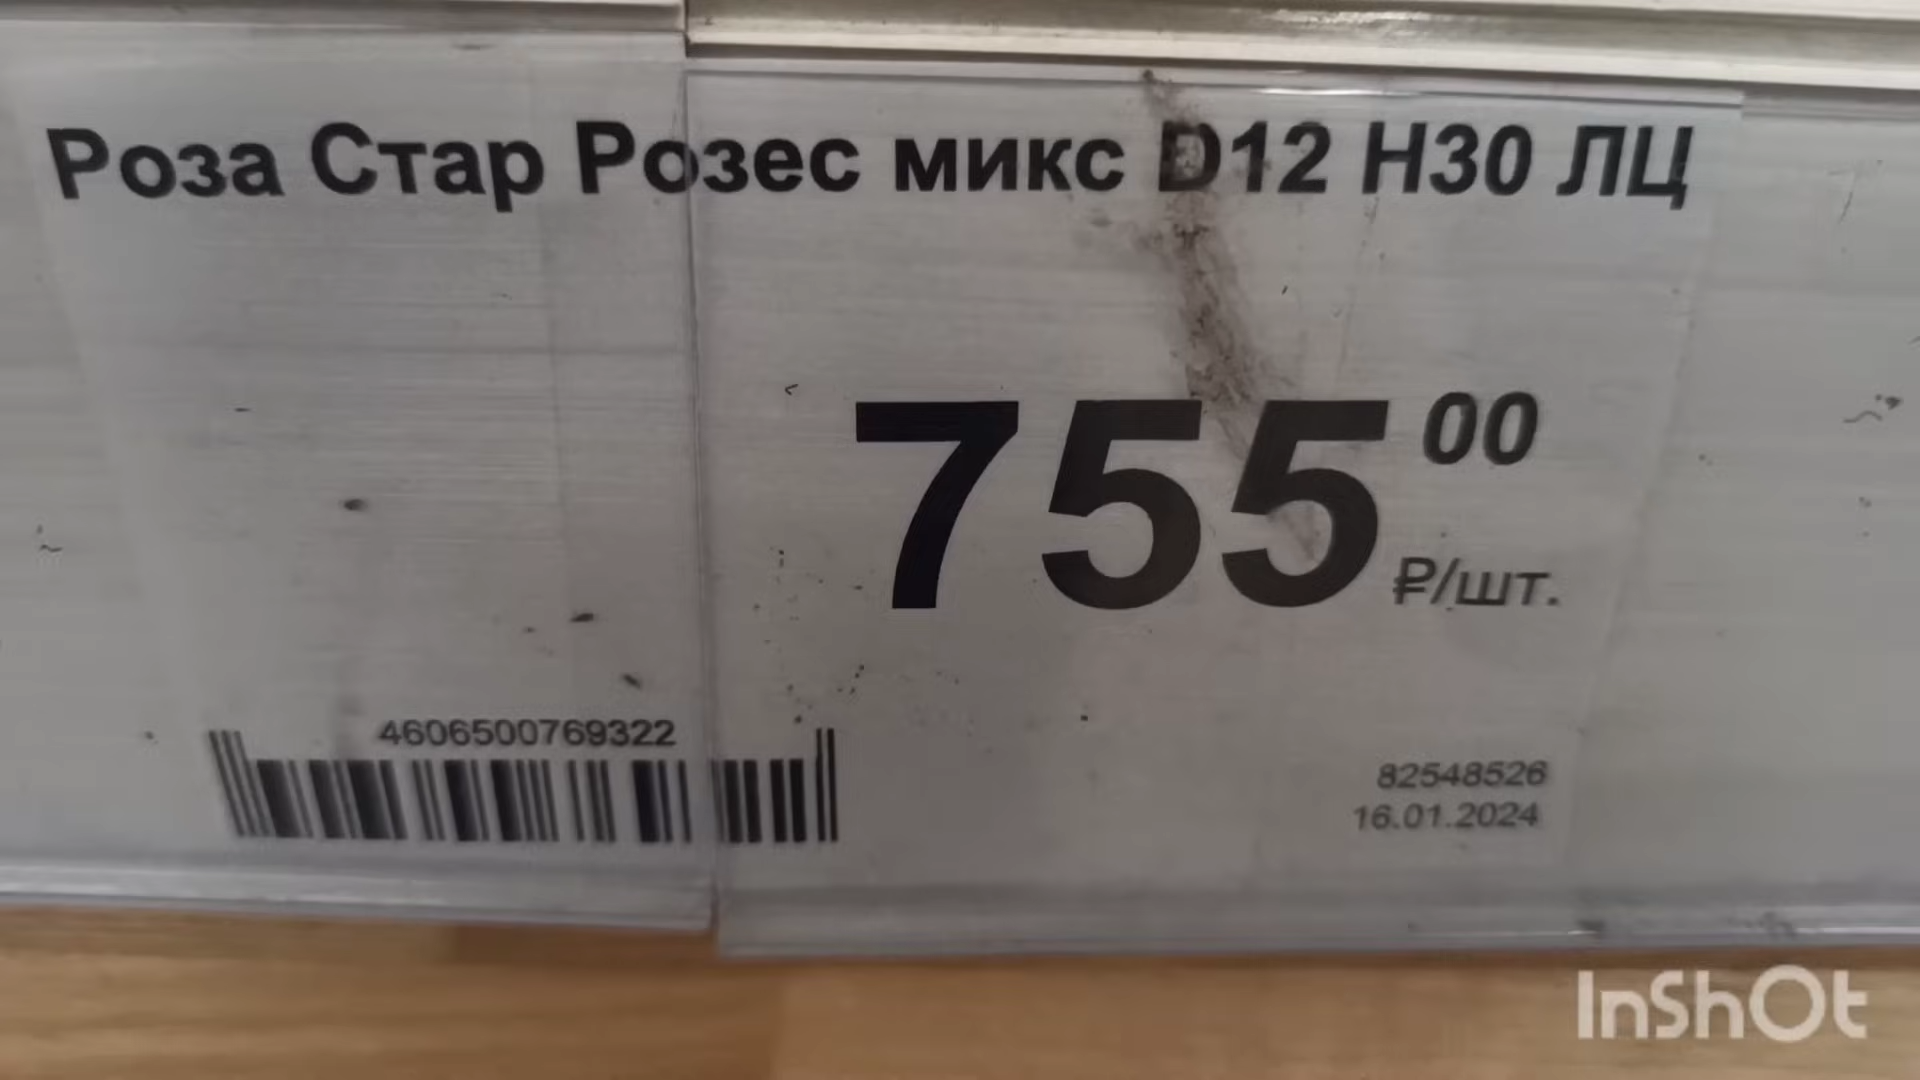 Роза Стар Розес микс D12 H30 ЛЦ
755 00
₽/шт.
4606500769322
82548526
16.01.2024
InShOt